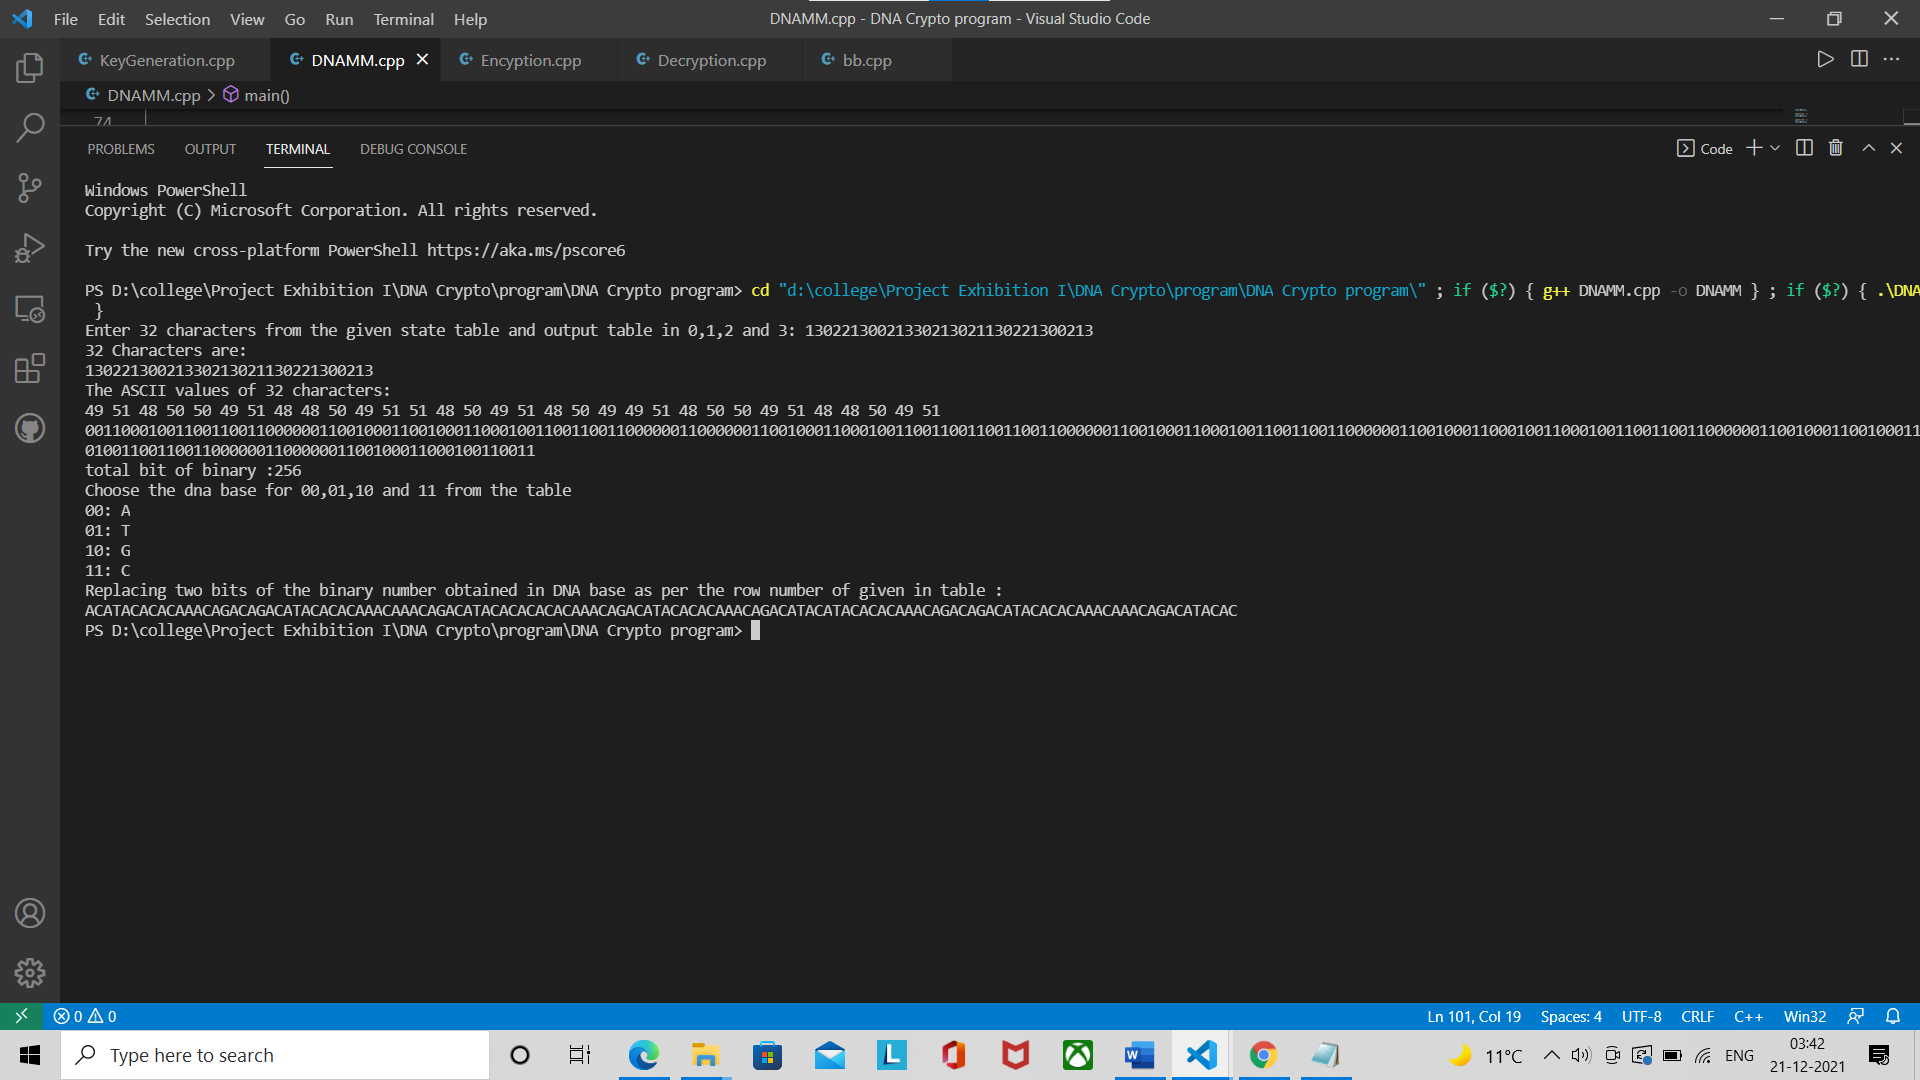 File Edit Selection View Go Run Terminal Help
DNAMM.cpp - DNA Crypto program - Visual Studio Code
KeyGeneration.cpp DNAMM.cpp Encyption.cpp Decryption.cpp bb.cpp
DNAMM.cpp > main()
74
PROBLEMS OUTPUT TERMINAL DEBUG CONSOLE
Code
Windows PowerShell
Copyright (C) Microsoft Corporation. All rights reserved.
Try the new cross-platform PowerShell https://aka.ms/pscore6
PS D:\college\Project Exhibition I\DNA Crypto\program\DNA Crypto program> cd "d:\college\Project Exhibition I\DNA Crypto\program\DNA Crypto program\" ; if ($?) { g++ DNAMM.cpp -o DNAMM } ; if ($?) { .\DNA
}
Enter 32 characters from the given state table and output table in 0,1,2 and 3: 13022130021330213021130221300213
32 Characters are:
13022130021330213021130221300213
The ASCII values of 32 characters:
49 51 48 50 50 49 51 48 48 50 49 51 51 48 50 49 51 48 50 49 49 51 48 50 50 49 51 48 48 50 49 51
001100010011001100110000001100100011001000110001001100110011000000110000001100100011000100110011001100110011000000110010001100010011001100110000001100100011000100110001001100110011000000110010001100100011
01001100110011000000110000001100100011000100110011
total bit of binary :256
Choose the dna base for 00,01,10 and 11 from the table
00: A
01: T
10: G
11: C
Replacing two bits of the binary number obtained in DNA base as per the row number of given in table :
ACATACACACAAACAGACAGACATACACACAAACAAACAGACATACACACACACAAACAGACATACACACAAACAGACATACATACACACAAACAGACAGACATACACACAAACAAACAGACATACAC
PS D:\college\Project Exhibition I\DNA Crypto\program\DNA Crypto program>
0 0
Ln 101, Col 19 Spaces: 4 UTF-8 CRLF C++ Win32
Type here to search
11°C
ENG
03:42
21-12-2021